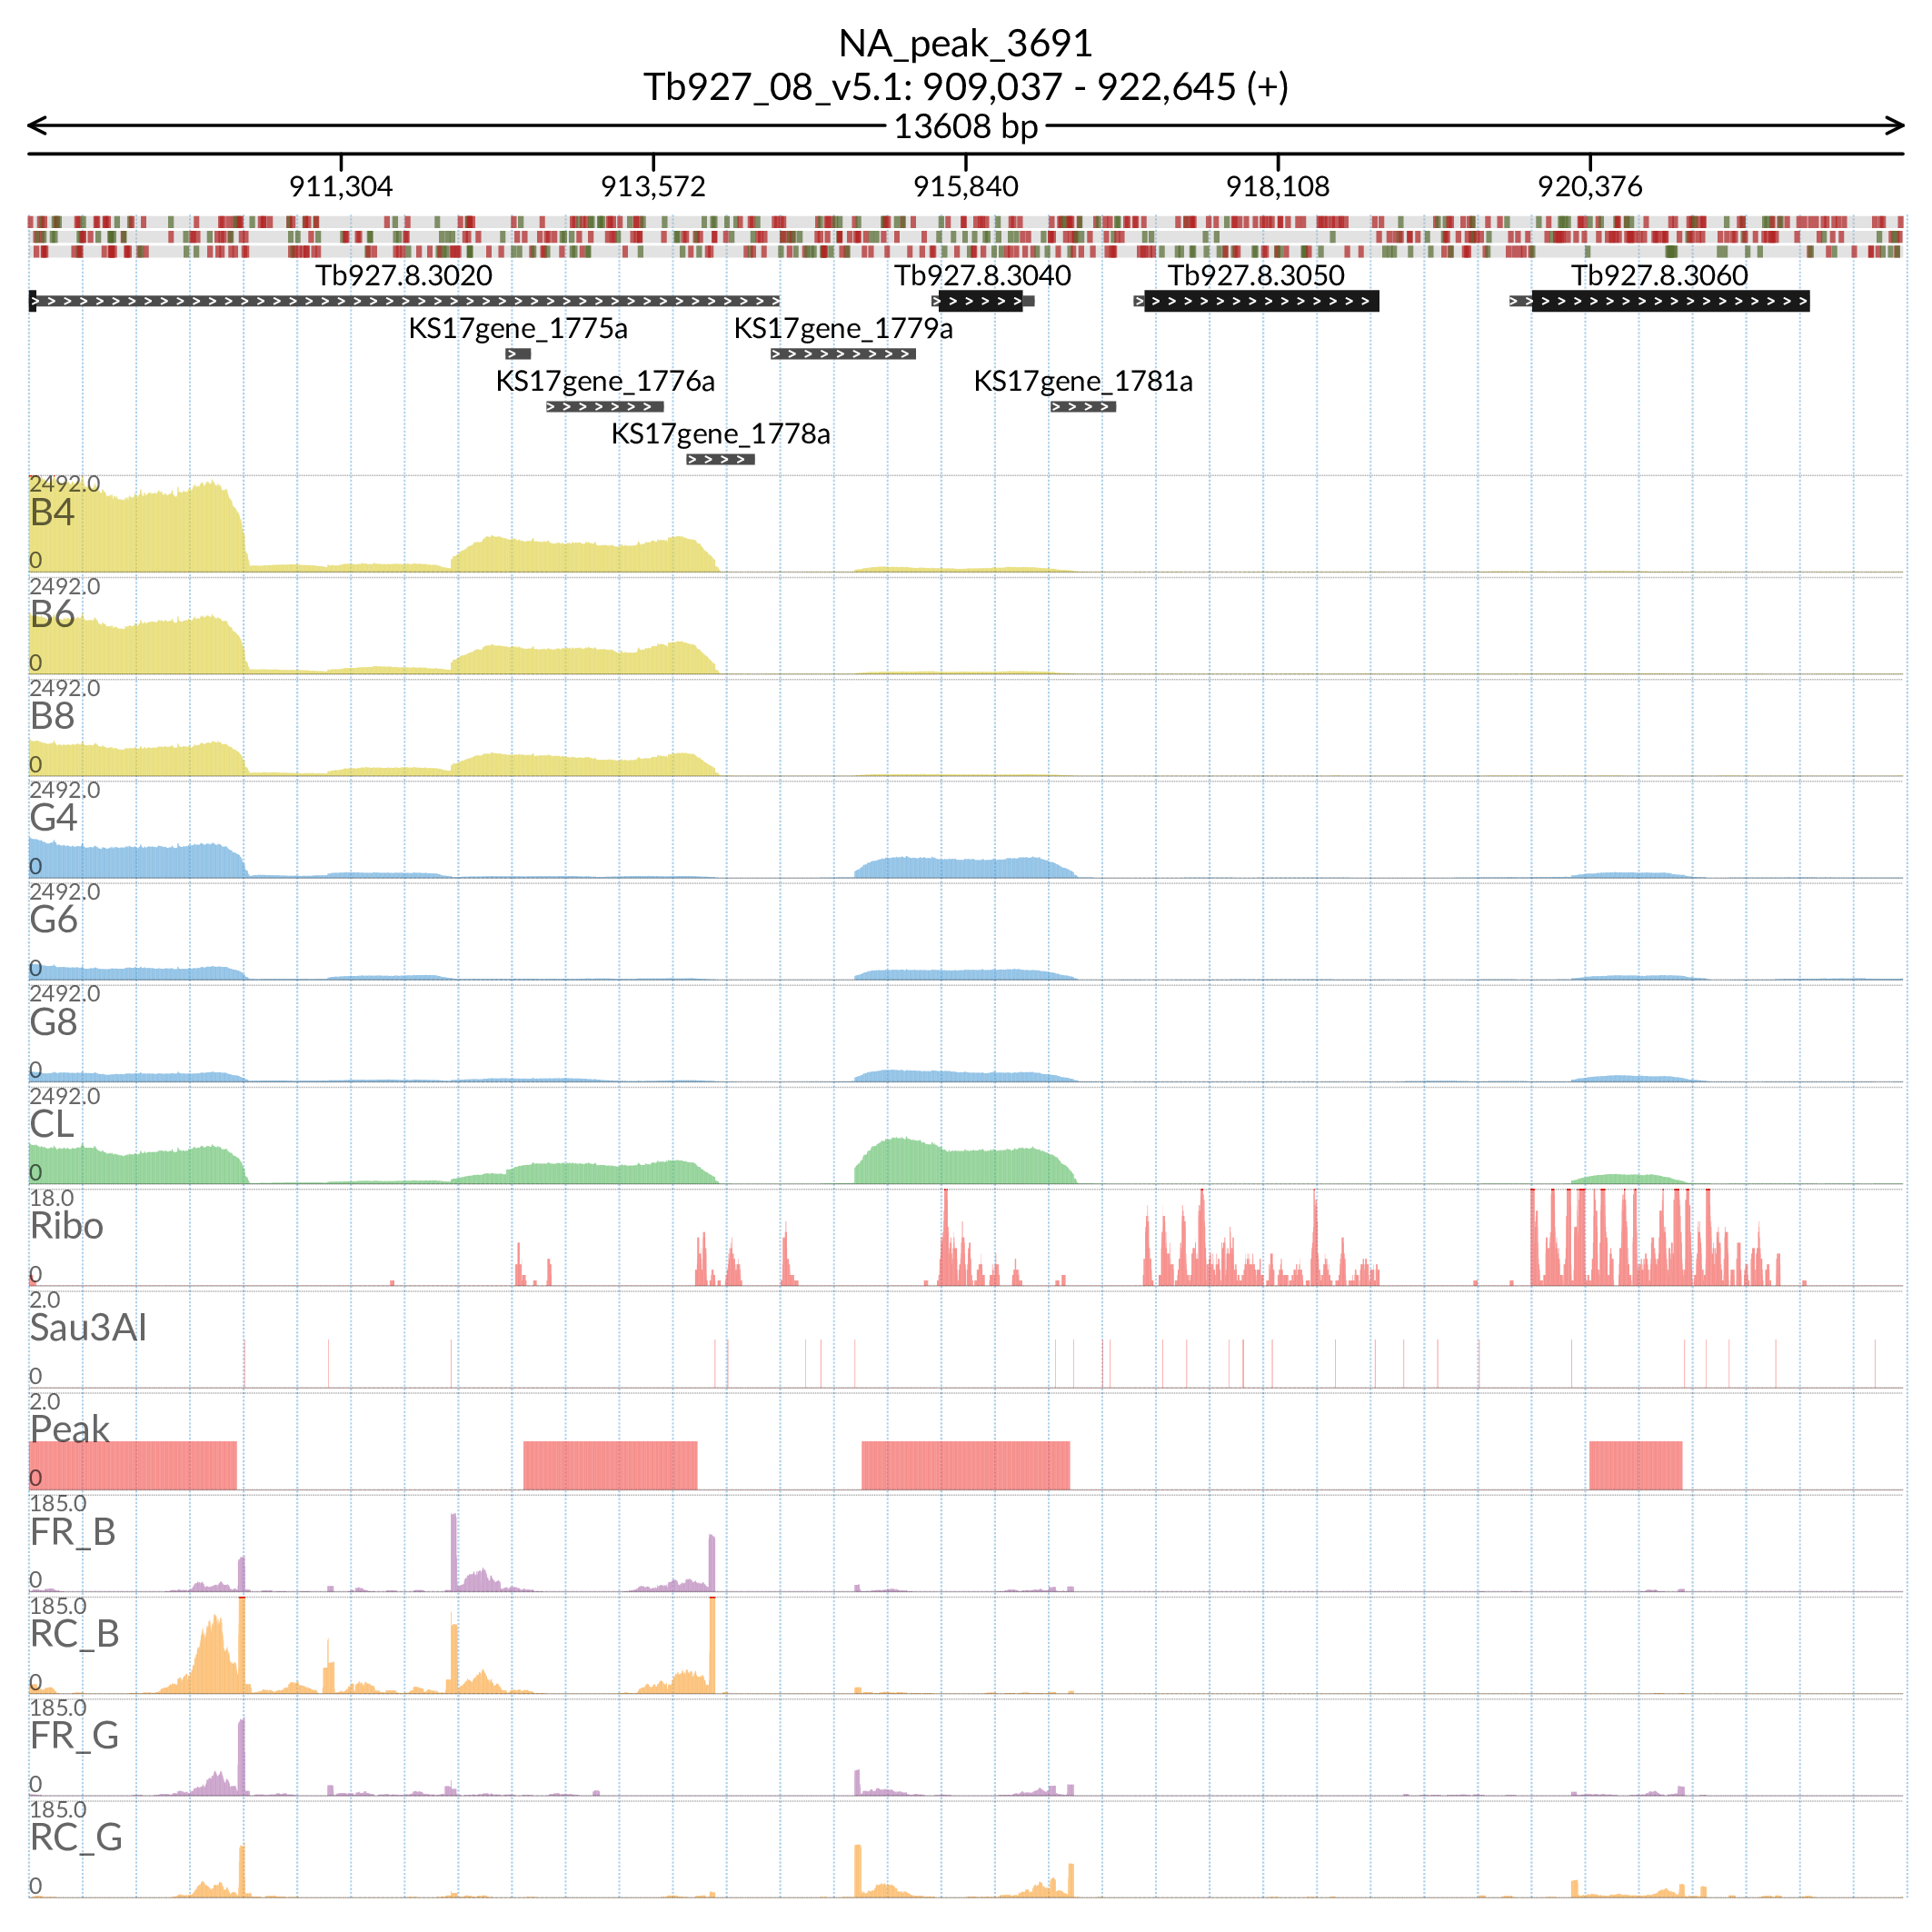 NA_peak_3691
Tb927_08_v5.1: 909,037 - 922,645 (+)
13608 bp
911,304 913,572 915,840 918,108 920,376
Tb927.8.3020 Tb927.8.3040 Tb927.8.3050 Tb927.8.3060
KS17gene_1775a KS17gene_1779a
KS17gene_1776a KS17gene_1781a
KS17gene_1778a
2492.0
B4
0
2492.0
B6
0
2492.0
B8
0
2492.0
G4
0
2492.0
G6
0
2492.0
G8
0
2492.0
CL
0
18.0
Ribo
0
2.0
Sau3AI
0
2.0
Peak
0
185.0
FR_B
0
185.0
RC_B
0
185.0
FR_G
0
185.0
RC_G
0